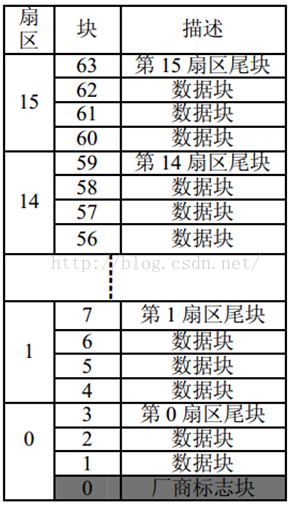 扇区 块 描述
15 63 第 15 扇区尾块
62 数据块
61 数据块
60 数据块
14 59 第 14 扇区尾块
58 数据块
57 数据块
56 数据块
http://blog.csdn.net/
1 7 第 1 扇区尾块
6 数据块
5 数据块
4 数据块
0 3 第 0 扇区尾块
2 数据块
1 数据块
0 厂商标志块